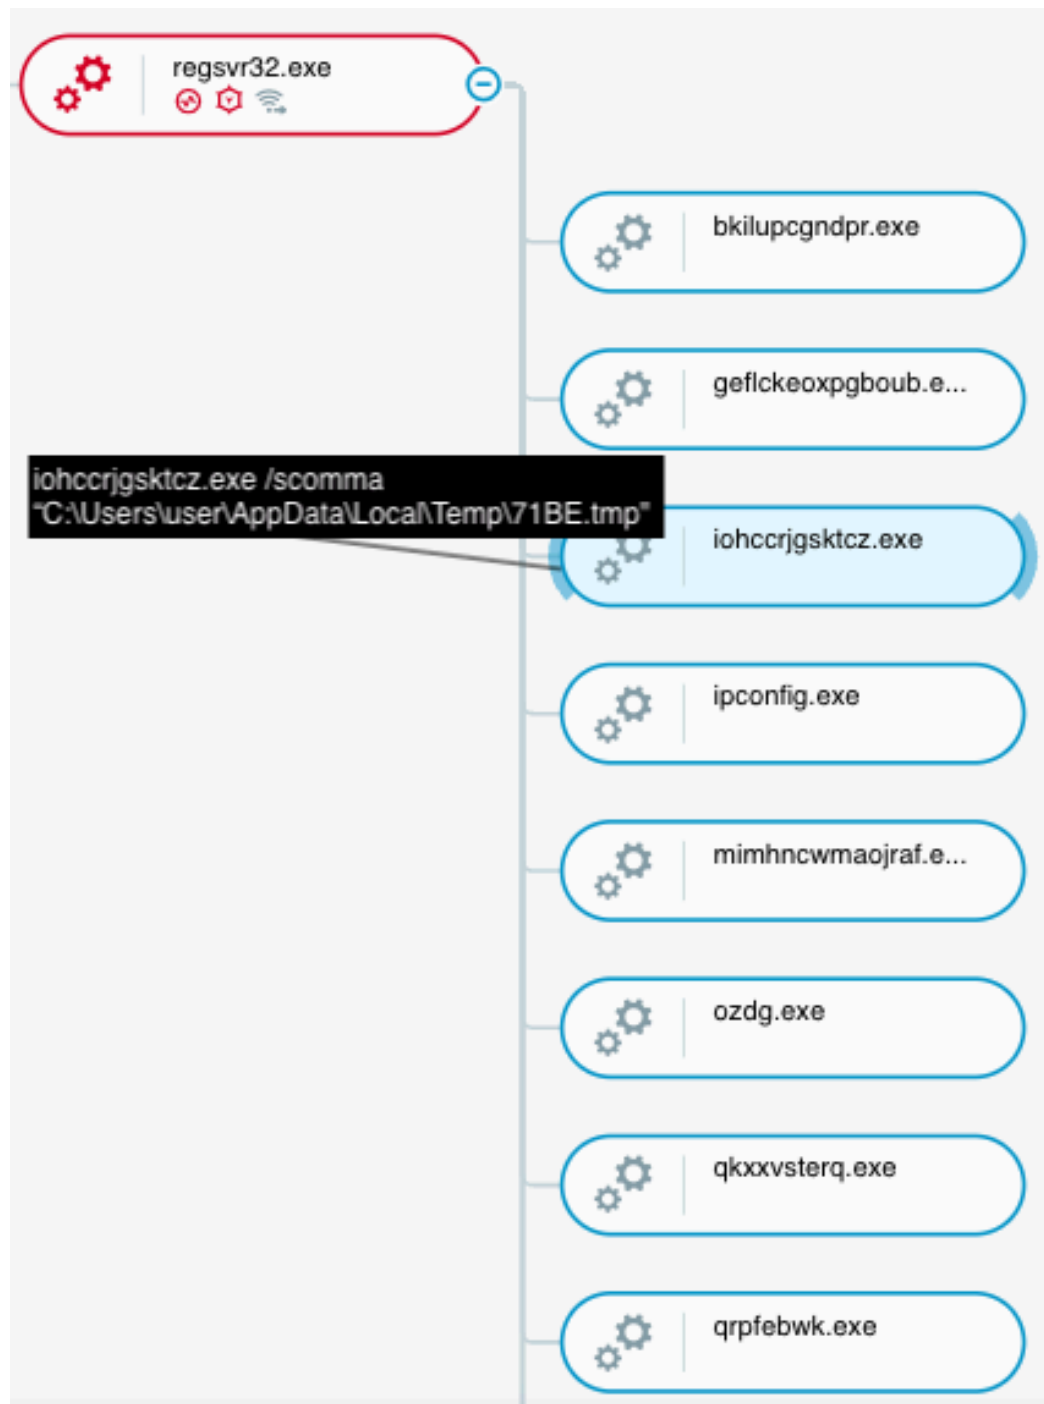 regsvr32.exe
bkilupcgndpr.exe
geflckeoxpgboub.e...
iohccrjgsktcz.exe /scomma
"C:\Users\user\AppData\Local\Temp\71BE.tmp"
iohccrjgsktcz.exe
ipconfig.exe
mimhncwmaojraf.e...
ozdg.exe
qkxxvsterq.exe
qrpfebwk.exe